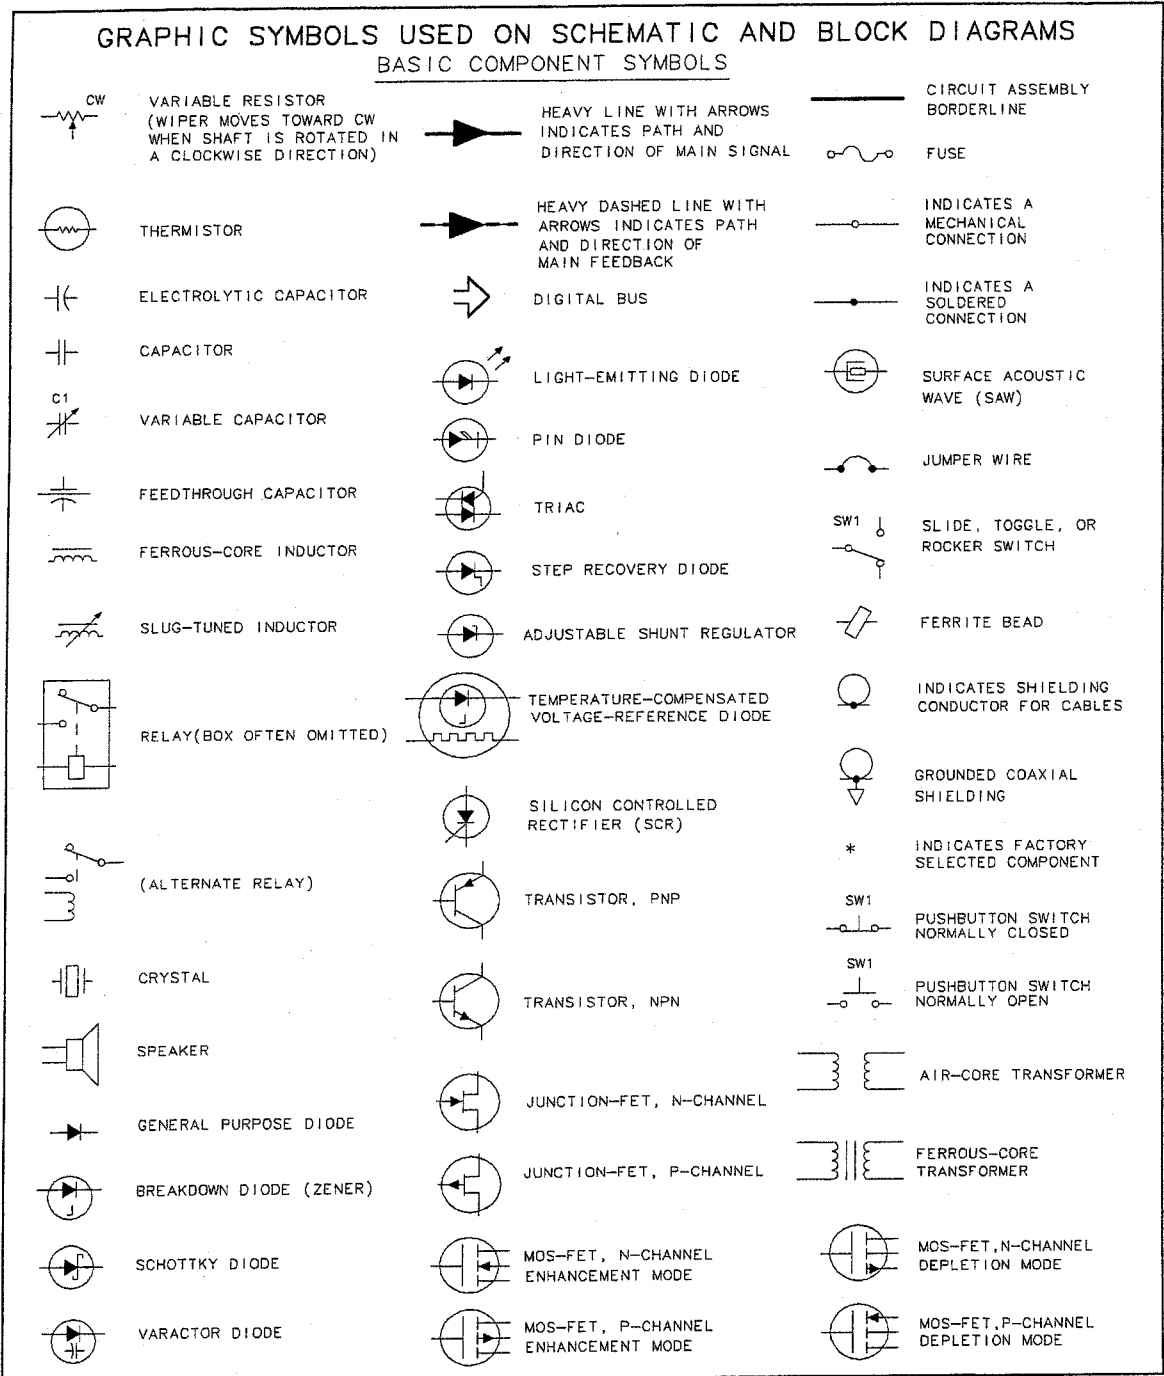 GRAPHIC SYMBOLS USED ON SCHEMATIC AND BLOCK DIAGRAMS
BASIC COMPONENT SYMBOLS
CW
VARIABLE RESISTOR
(WIPER MOVES TOWARD CW
WHEN SHAFT IS ROTATED IN
A CLOCKWISE DIRECTION)
THERMISTOR
ELECTROLYTIC CAPACITOR
CAPACITOR
C1
VARIABLE CAPACITOR
FEEDTHROUGH CAPACITOR
FERROUS-CORE INDUCTOR
SLUG-TUNED INDUCTOR
RELAY(BOX OFTEN OMITTED)
(ALTERNATE RELAY)
CRYSTAL
SPEAKER
GENERAL PURPOSE DIODE
BREAKDOWN DIODE (ZENER)
SCHOTTKY DIODE
VARACTOR DIODE
HEAVY LINE WITH ARROWS
INDICATES PATH AND
DIRECTION OF MAIN SIGNAL
HEAVY DASHED LINE WITH
ARROWS INDICATES PATH
AND DIRECTION OF
MAIN FEEDBACK
DIGITAL BUS
LIGHT-EMITTING DIODE
PIN DIODE
TRIAC
STEP RECOVERY DIODE
ADJUSTABLE SHUNT REGULATOR
TEMPERATURE-COMPENSATED
VOLTAGE-REFERENCE DIODE
SILICON CONTROLLED
RECTIFIER (SCR)
TRANSISTOR, PNP
TRANSISTOR, NPN
JUNCTION-FET, N-CHANNEL
JUNCTION-FET, P-CHANNEL
MOS-FET, N-CHANNEL
ENHANCEMENT MODE
MOS-FET, P-CHANNEL
ENHANCEMENT MODE
CIRCUIT ASSEMBLY
BORDERLINE
FUSE
INDICATES A
MECHANICAL
CONNECTION
INDICATES A
SOLDERED
CONNECTION
SURFACE ACOUSTIC
WAVE (SAW)
JUMPER WIRE
SW1
SLIDE, TOGGLE, OR
ROCKER SWITCH
FERRITE BEAD
INDICATES SHIELDING
CONDUCTOR FOR CABLES
GROUNDED COAXIAL
SHIELDING
*
INDICATES FACTORY
SELECTED COMPONENT
SW1
PUSHBUTTON SWITCH
NORMALLY CLOSED
SW1
PUSHBUTTON SWITCH
NORMALLY OPEN
AIR-CORE TRANSFORMER
FERROUS-CORE
TRANSFORMER
MOS-FET,N-CHANNEL
DEPLETION MODE
MOS-FET,P-CHANNEL
DEPLETION MODE